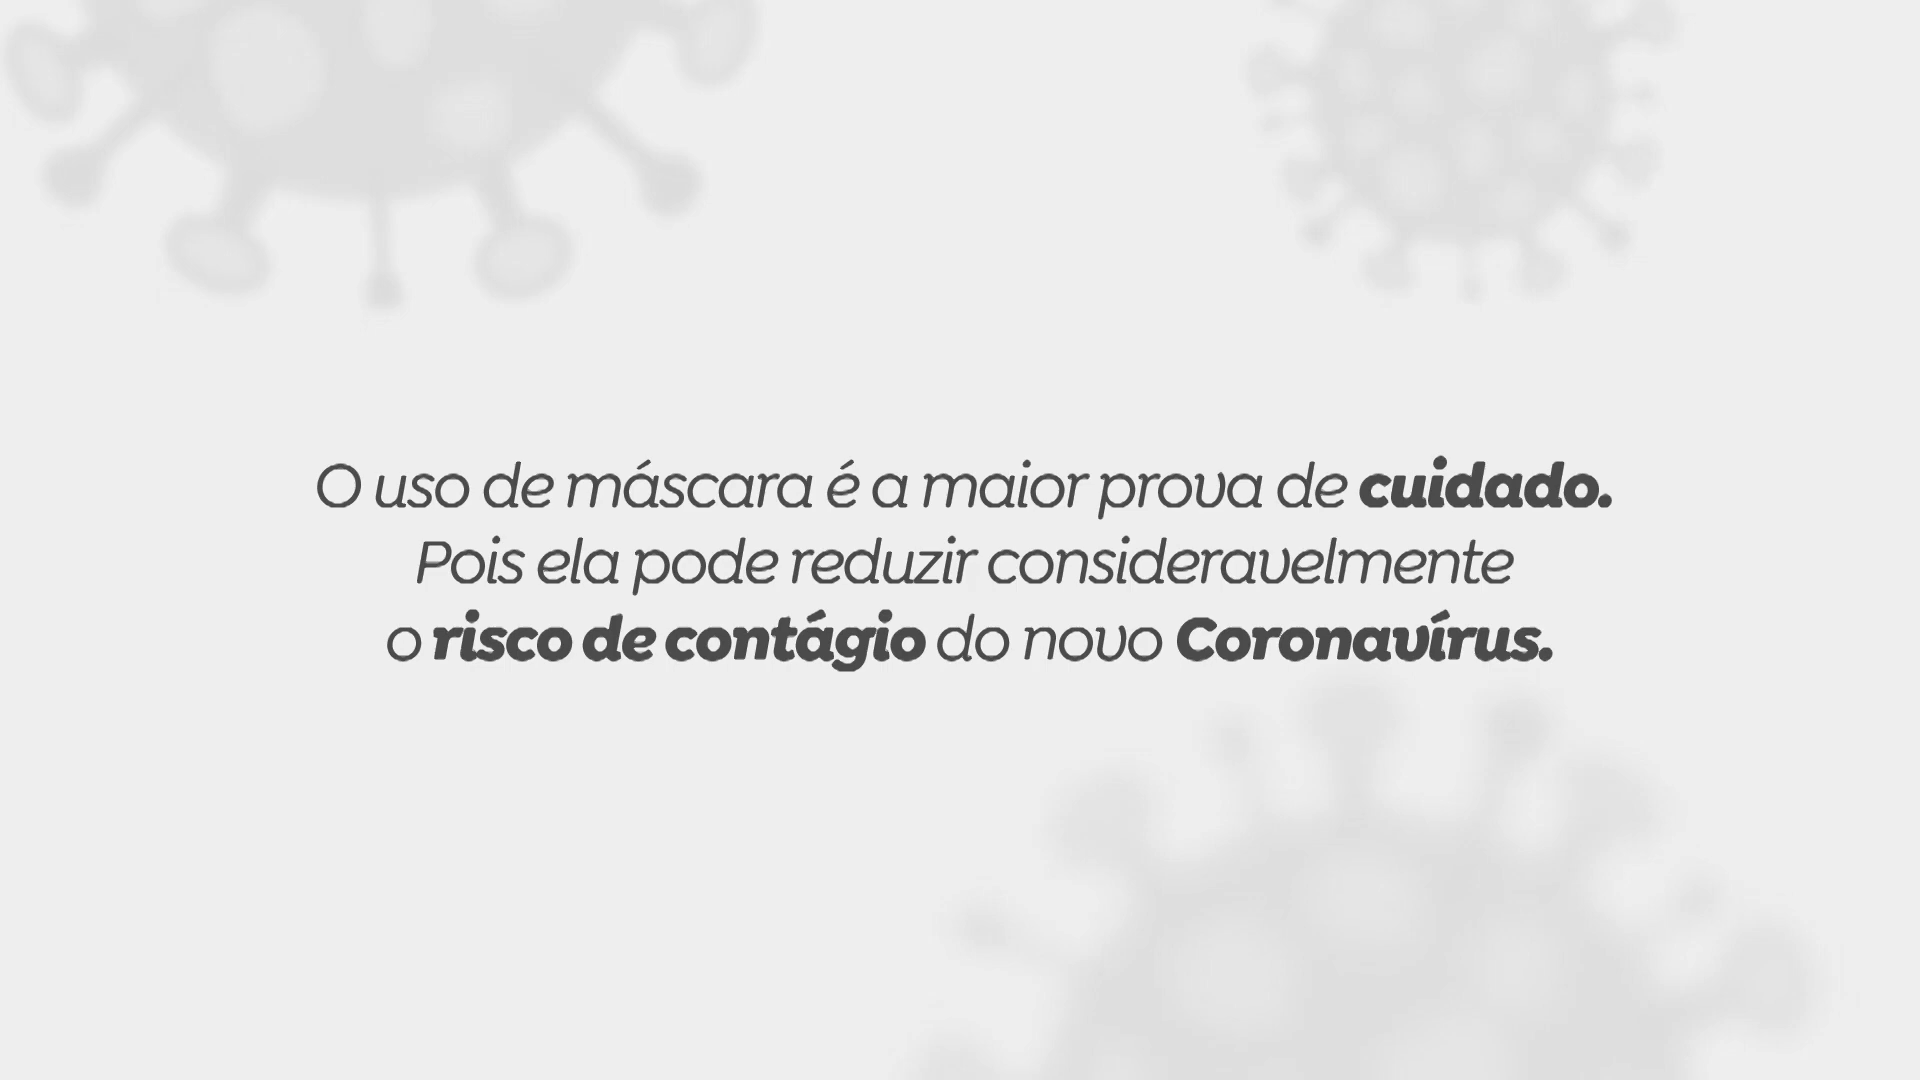 O uso de máscara é a maior prova de cuidado.
Pois ela pode reduzir consideravelmente
o risco de contágio do novo Coronavírus.